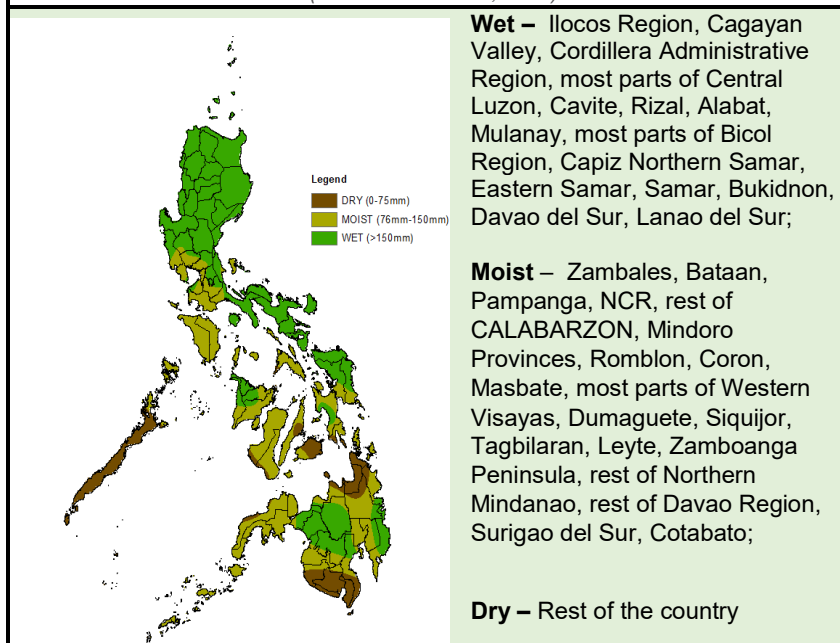 Wet – Ilocos Region, Cagayan
Valley, Cordillera Administrative
Region, most parts of Central
Luzon, Cavite, Rizal, Alabat,
Mulanay, most parts of Bicol
Region, Capiz Northern Samar,
Eastern Samar, Samar, Bukidnon,
Davao del Sur, Lanao del Sur;
Legend
DRY (0-75mm)
MOIST (76mm-150mm)
WET (>150mm)
Moist – Zambales, Bataan,
Pampanga, NCR, rest of
CALABARZON, Mindoro
Provinces, Romblon, Coron,
Masbate, most parts of Western
Visayas, Dumaguete, Siquijor,
Tagbilaran, Leyte, Zamboanga
Peninsula, rest of Northern
Mindanao, rest of Davao Region,
Surigao del Sur, Cotabato;
Dry – Rest of the country